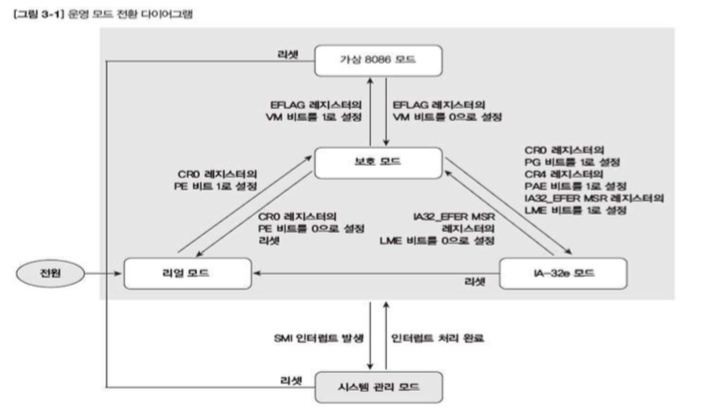 [그림 3-1] 운영 모드 전환 다이어그램
리셋
가상 8086 모드
EFLAG 레지스터의
VM 비트를 1로 설정
EFLAG 레지스터의
VM 비트를 0으로 설정
보호 모드
CR0 레지스터의
PE 비트 1로 설정
CR0 레지스터의
PG 비트를 1로 설정
CR4 레지스터의
PAE 비트를 1로 설정
IA32_EFER MSR 레지스터의
LME 비트를 1로 설정
CR0 레지스터의
PE 비트를 0으로 설정
리셋
IA32_EFER MSR
레지스터의
LME 비트를 0으로 설정
전원
리얼 모드
리셋
IA-32e 모드
SMI 인터럽트 발생
인터럽트 처리 완료
리셋
시스템 관리 모드